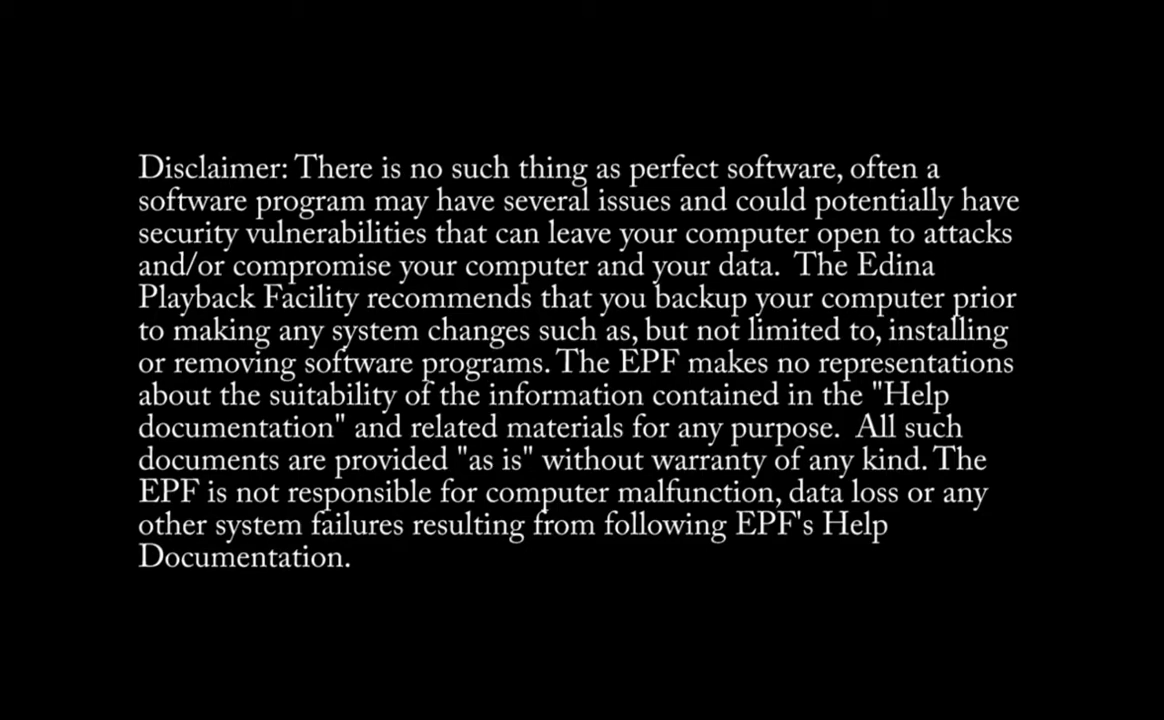 Disclaimer: There is no such thing as perfect software, often a
software program may have several issues and could potentially have
security vulnerabilities that can leave your computer open to attacks
and/or compromise your computer and your data.  The Edina
Playback Facility recommends that you backup your computer prior
to making any system changes such as, but not limited to, installing
or removing software programs. The EPF makes no representations
about the suitability of the information contained in the "Help
documentation" and related materials for any purpose.  All such
documents are provided "as is" without warranty of any kind. The
EPF is not responsible for computer malfunction, data loss or any
other system failures resulting from following EPF's Help
Documentation.